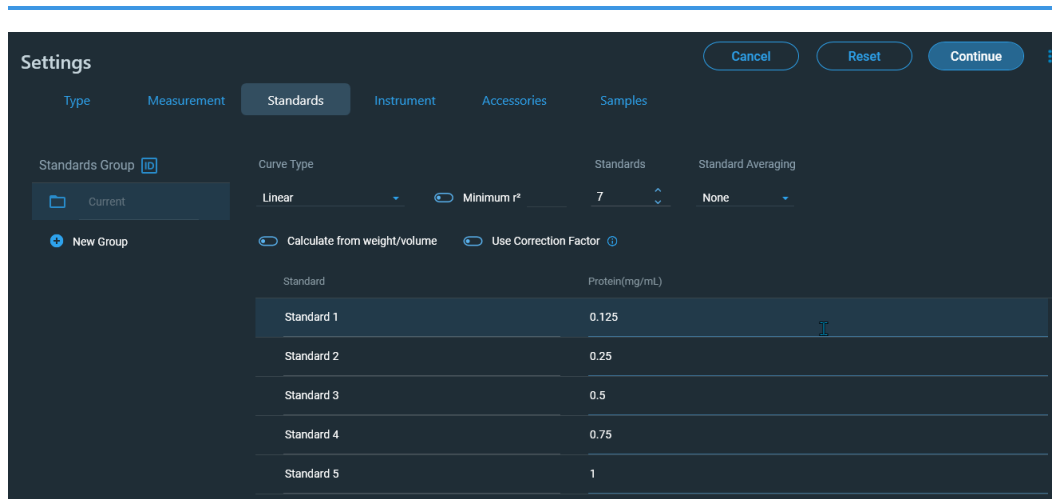 Settings
Cancel
Reset
Continue
Type
Measurement
Standards
Instrument
Accessories
Samples
Standards Group ID
Current
New Group
Curve Type
Standards
Standard Averaging
Linear
Minimum r²
7
None
Calculate from weight/volume
Use Correction Factor
Standard
Protein(mg/mL)
Standard 1
0.125
Standard 2
0.25
Standard 3
0.5
Standard 4
0.75
Standard 5
1